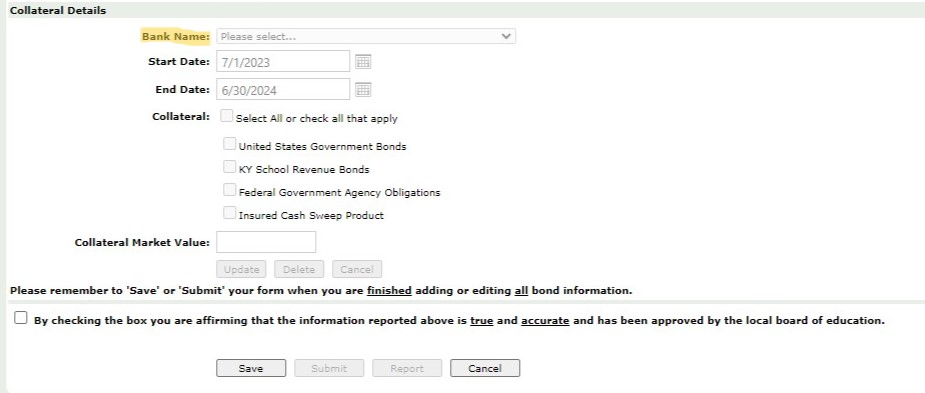 Collateral Details
Bank Name: Please select...
Start Date: 7/1/2023
End Date: 6/30/2024
Collateral: Select All or check all that apply
United States Government Bonds
KY School Revenue Bonds
Federal Government Agency Obligations
Insured Cash Sweep Product
Collateral Market Value:
Update Delete Cancel
Please remember to 'Save' or 'Submit' your form when you are finished adding or editing all bond information.
By checking the box you are affirming that the information reported above is true and accurate and has been approved by the local board of education.
Save Submit Report Cancel